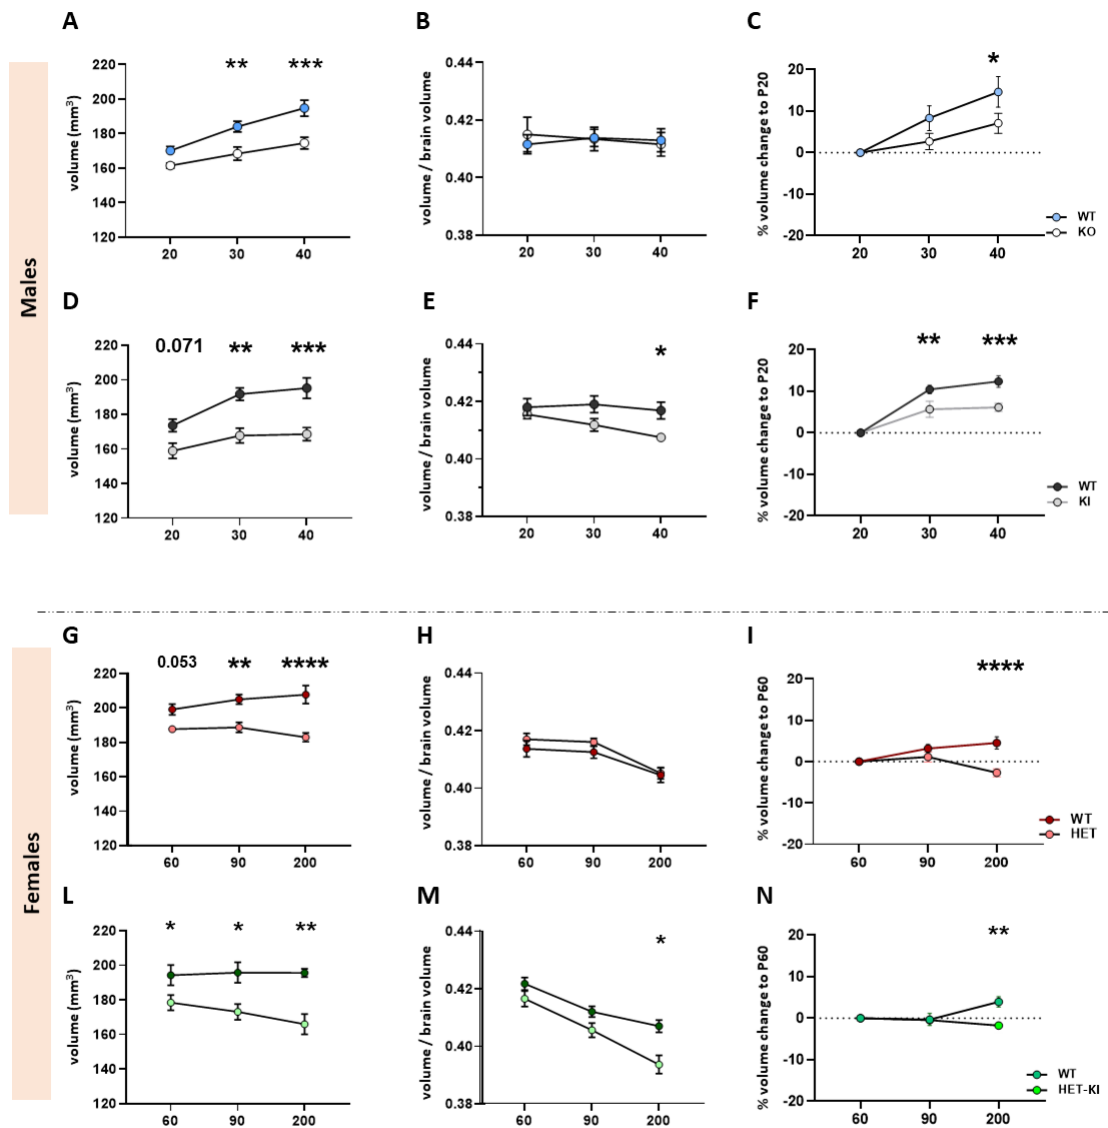 A
B
C
Males
volume (mm³)
220
200
180
160
140
120
** ***
20 30 40
volume / brain volume
0.44
0.42
0.40
0.38
20 30 40
% volume change to P20
20
10
0
-10
-20
*
20 30 40
WT
KO
D
E
F
volume (mm³)
220
200
180
160
140
120
0.071 ** ***
20 30 40
volume / brain volume
0.44
0.42
0.40
0.38
*
20 30 40
% volume change to P20
20
10
0
-10
-20
** ***
20 30 40
WT
KI
G
H
I
Females
volume (mm³)
220
200
180
160
140
120
0.053 ** ****
60 90 200
volume / brain volume
0.44
0.42
0.40
0.38
60 90 200
% volume change to P60
20
10
0
-10
-20
****
60 90 200
WT
HET
L
M
N
volume (mm³)
220
200
180
160
140
120
* * **
60 90 200
volume / brain volume
0.44
0.42
0.40
0.38
*
60 90 200
% volume change to P60
20
10
0
-10
-20
**
60 90 200
WT
HET-KI